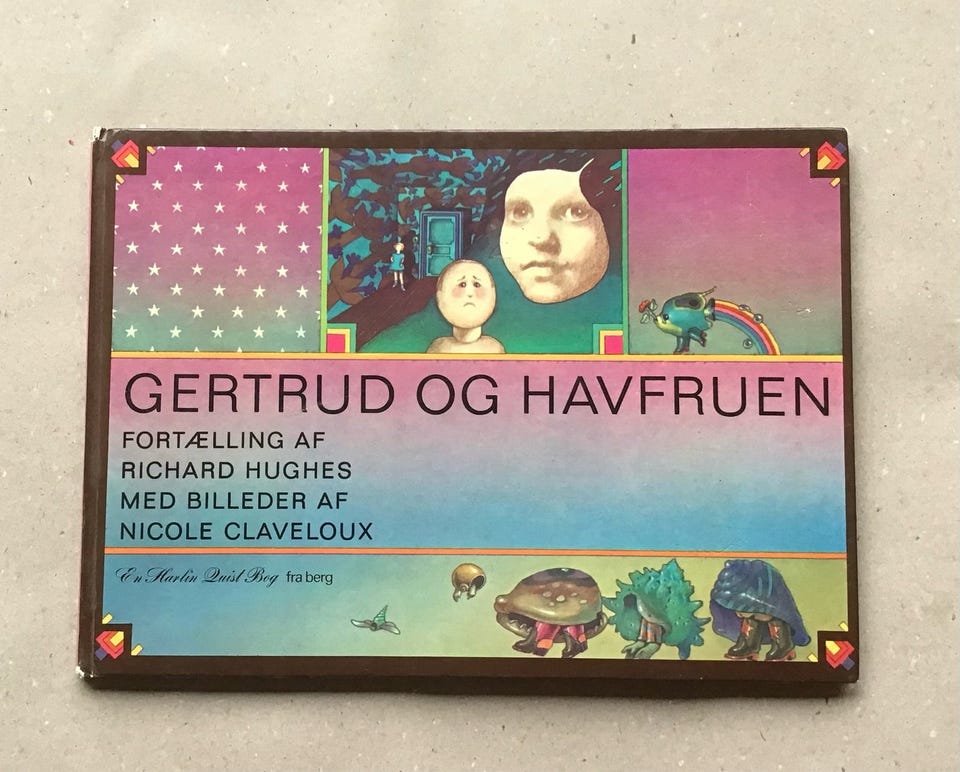 GERTRUD OG HAVFRUEN
FORTÆLLING AF
RICHARD HUGHES
MED BILLEDER AF
NICOLE CLAVELOUX
En Harlin Quist Bog fra berg